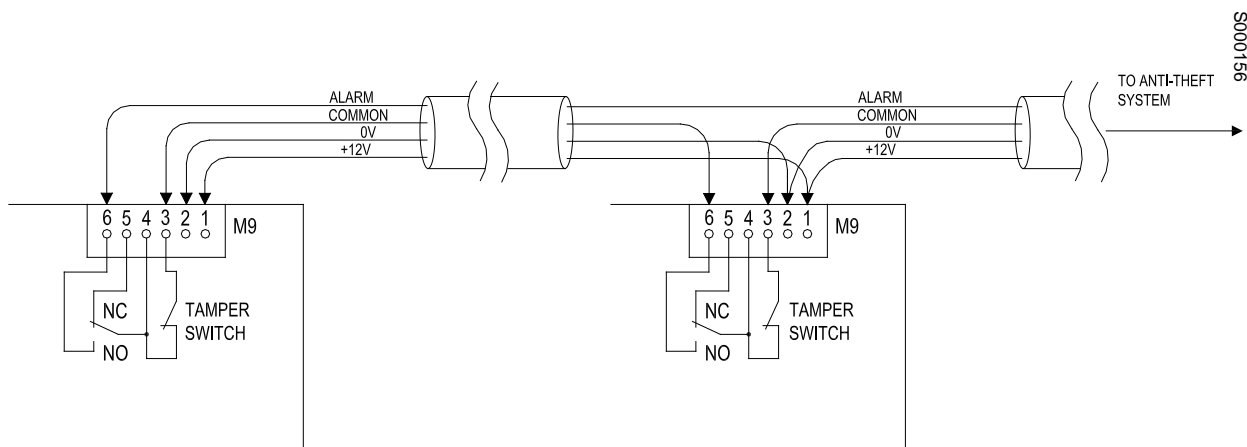 S000156
TO ANTI-THEFT
SYSTEM
ALARM
COMMON
0V
+12V
ALARM
COMMON
0V
+12V
6 5 4 3 2 1
M9
6 5 4 3 2 1
M9
NC
NO
TAMPER
SWITCH
NC
NO
TAMPER
SWITCH